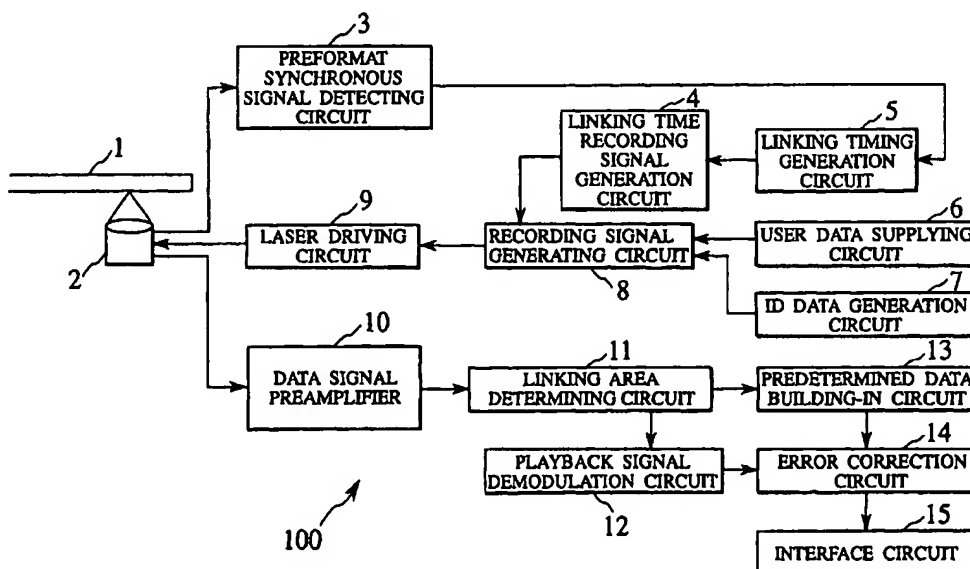 3
PREFORMAT
SYNCHRONOUS
SIGNAL DETECTING
CIRCUIT
4
LINKING TIME
RECORDING
SIGNAL
GENERATION
CIRCUIT
5
LINKING TIMING
GENERATION
CIRCUIT
1
2
9
LASER DRIVING
CIRCUIT
RECORDING SIGNAL
GENERATING CIRCUIT
8
6
USER DATA SUPPLYING
CIRCUIT
7
ID DATA GENERATION
CIRCUIT
10
DATA SIGNAL
PREAMPLIFIER
11
LINKING AREA
DETERMINING CIRCUIT
13
PREDETERMINED DATA
BUILDING-IN CIRCUIT
PLAYBACK SIGNAL
DEMODULATION CIRCUIT
12
14
ERROR CORRECTION
CIRCUIT
15
INTERFACE CIRCUIT
100